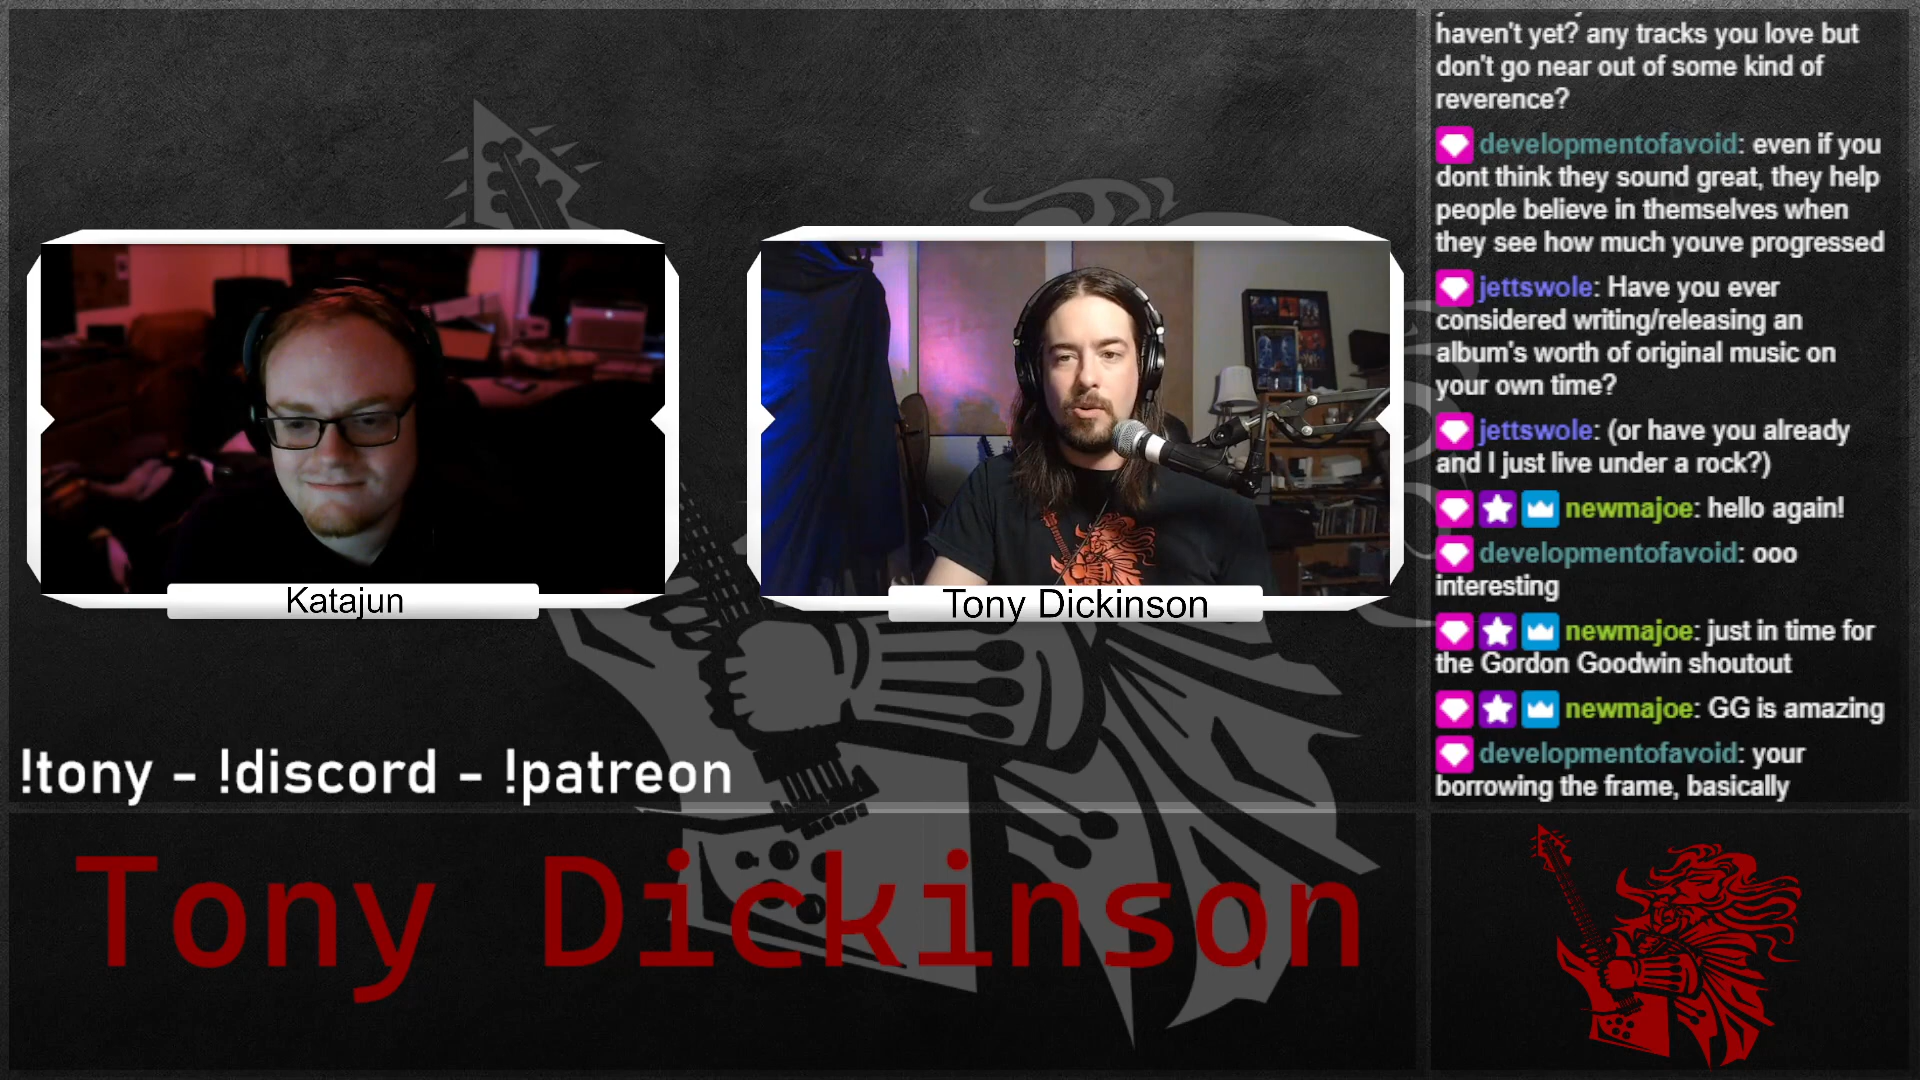 Katajun
Tony Dickinson
!tony - !discord - !patreon
Tony Dickinson
haven't yet? any tracks you love but
don't go near out of some kind of
reverence?
developmentofavoid: even if you
dont think they sound great, they help
people believe in themselves when
they see how much youve progressed
jettswole: Have you ever
considered writing/releasing an
album's worth of original music on
your own time?
jettswole: (or have you already
and I just live under a rock?)
newmajoe: hello again!
developmentofavoid: ooo
interesting
newmajoe: just in time for
the Gordon Goodwin shoutout
newmajoe: GG is amazing
developmentofavoid: your
borrowing the frame, basically